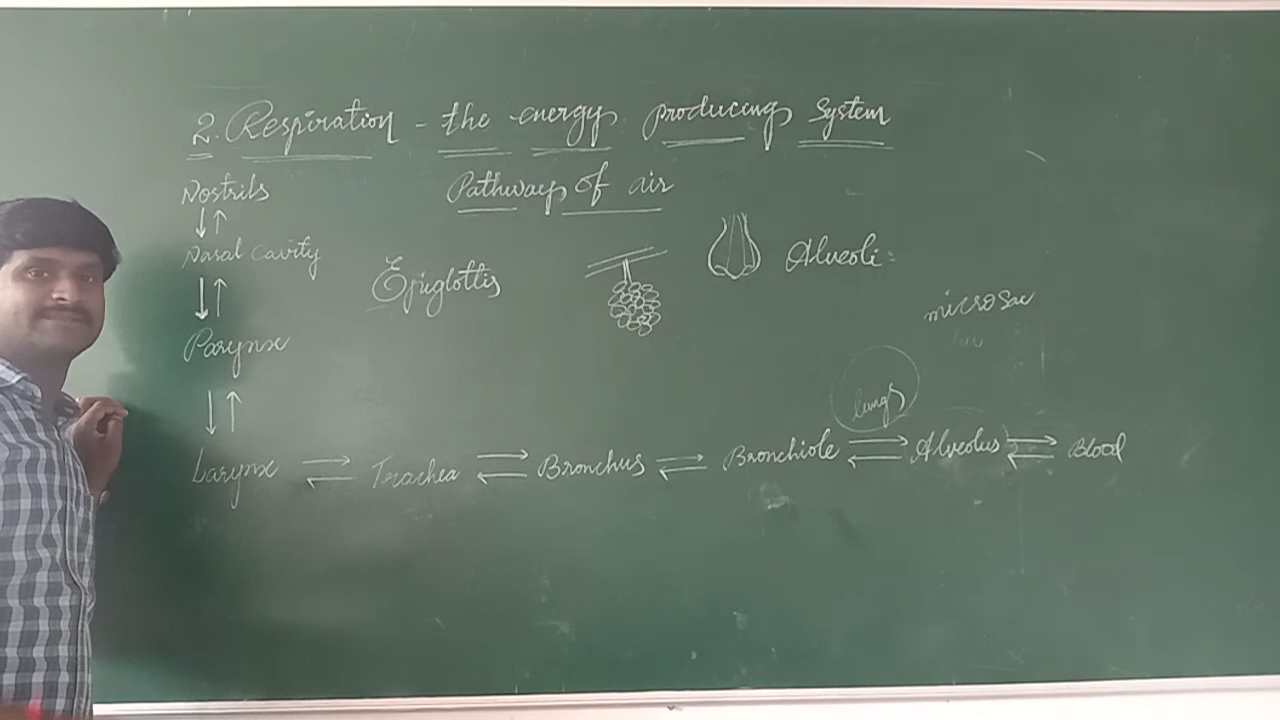 2. Respiration - the energy producing System
Pathway of air
Nostrils
↓↑
Nasal cavity
↓↑
Parynx
↓↑
Larynx ⇌ Trachea ⇌ Bronchus ⇌ Bronchiole ⇌ Alveolus ⇌ Blood
Epiglottis
Alveoli:
microsac
lungs